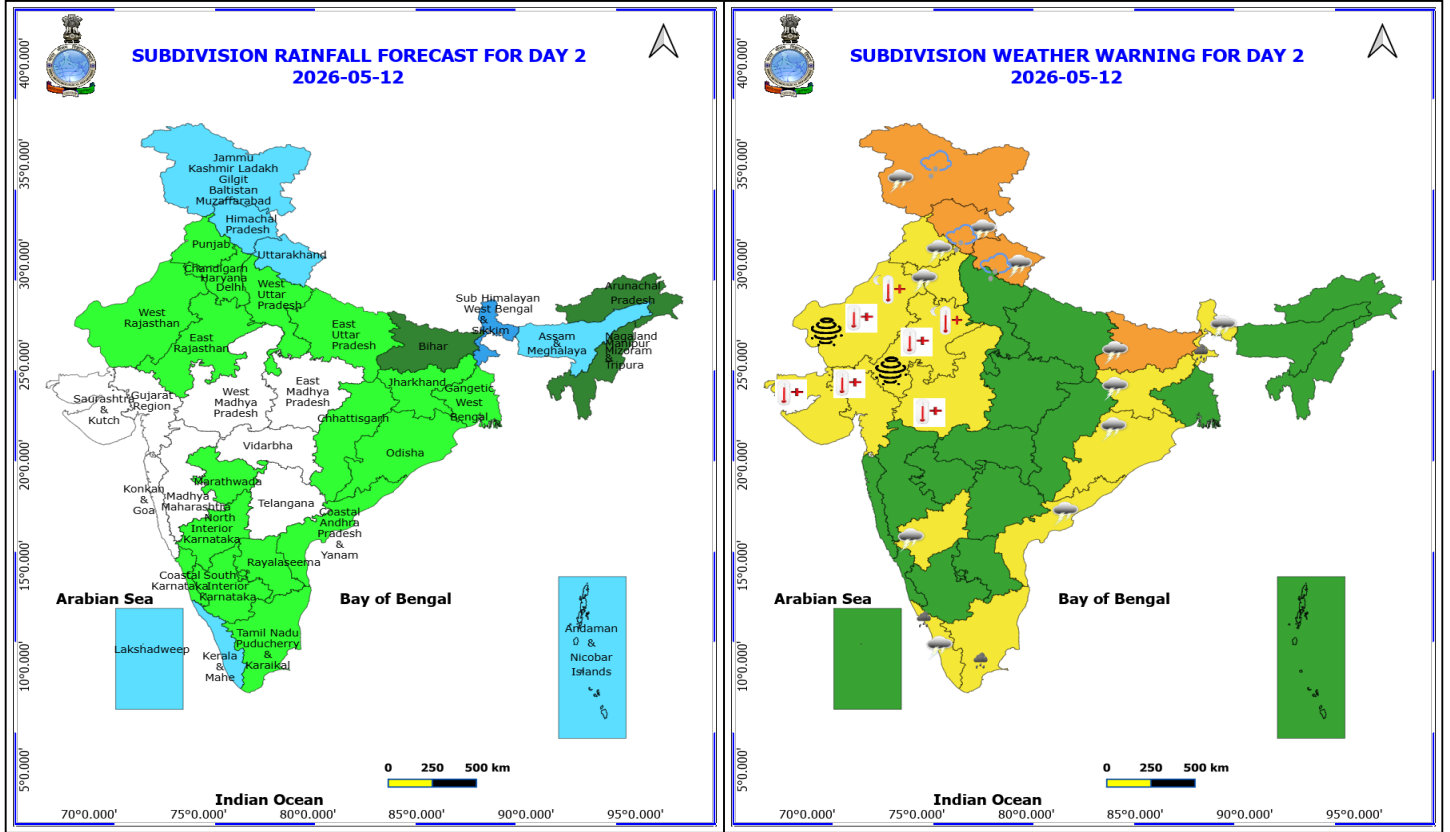 SUBDIVISION RAINFALL FORECAST FOR DAY 2
2026-05-12
40°0.000'
35°0.000'
30°0.000'
25°0.000'
20°0.000'
15°0.000'
10°0.000'
5°0.000'
Jammu
Kashmir Ladakh
Gilgit
Baltistan
Muzaffarabad
Himachal
Pradesh
Punjab
Uttarakhand
Chandigarh
Haryana
Delhi
West
Uttar
Pradesh
West
Rajasthan
East
Rajasthan
East
Uttar
Pradesh
Bihar
Sub Himalayan
West Bengal
&
Sikkim
Arunachal
Pradesh
Assam
&
Meghalaya
Nagaland
Manipur
Mizoram
&
Tripura
Saurashtra
&
Kutch
Gujarat
Region
West
Madhya
Pradesh
East
Madhya
Pradesh
Jharkhand
Gangetic
West
Bengal
Chhattisgarh
Odisha
Vidarbha
Konkan
&
Goa
Madhya
Maharashtra
Marathwada
Telangana
North
Interior
Karnataka
Coastal
Andhra
Pradesh
&
Yanam
Rayalaseema
Coastal
Karnataka
South
Interior
Karnataka
Arabian Sea
Bay of Bengal
Lakshadweep
Kerala
&
Mahe
Tamil Nadu
Puducherry
&
Karaikal
Andaman
&
Nicobar
Islands
0 250 500 km
Indian Ocean
70°0.000' 75°0.000' 80°0.000' 85°0.000' 90°0.000' 95°0.000'
SUBDIVISION WEATHER WARNING FOR DAY 2
2026-05-12
40°0.000'
35°0.000'
30°0.000'
25°0.000'
20°0.000'
15°0.000'
10°0.000'
5°0.000'
Arabian Sea
Bay of Bengal
0 250 500 km
Indian Ocean
70°0.000' 75°0.000' 80°0.000' 85°0.000' 90°0.000' 95°0.000'